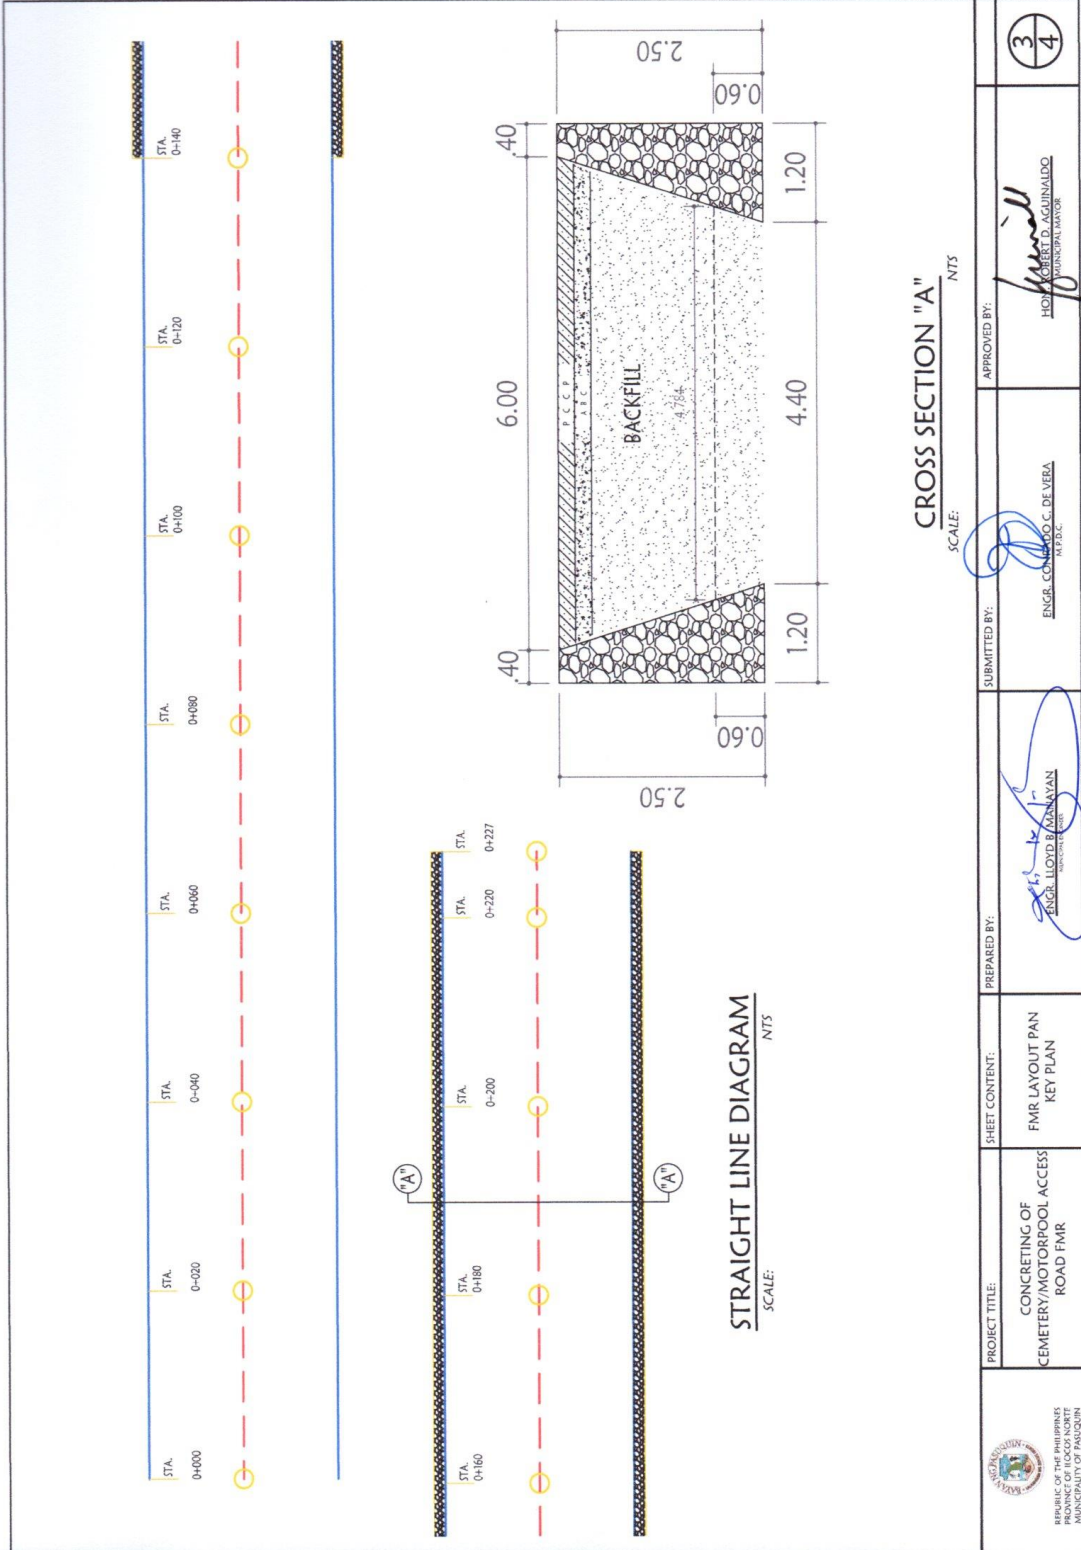 STA.
0+000
STA.
0+020
STA.
0+040
STA.
0+060
STA.
0+080
STA.
0+100
STA.
0+120
STA.
0+140
STA.
0+160
STA.
0+180
STA.
0+200
STA.
0+220
STA.
0+227
"A"
"A"
STRAIGHT LINE DIAGRAM
SCALE:
NTS
.40
6.00
.40
2.50
0.60
2.50
0.60
P C C P
A B C
BACKFILL
4.784
1.20
4.40
1.20
CROSS SECTION "A"
SCALE:
NTS
REPUBLIC OF THE PHILIPPINES
PROVINCE OF ILOCOS NORTE
MUNICIPALITY OF PASUQUIN
PROJECT TITLE:
CONCRETING OF
CEMETERY/MOTORPOOL ACCESS
ROAD FMR
SHEET CONTENT:
FMR LAYOUT PAN
KEY PLAN
PREPARED BY:
ENGR. LLOYD B.
SUBMITTED BY:
ENGR. CONRADO C. DE VERA
M.P.D.C.
APPROVED BY:
HON. ROBERT D. AGUINALDO
MUNICIPAL MAYOR
3
4